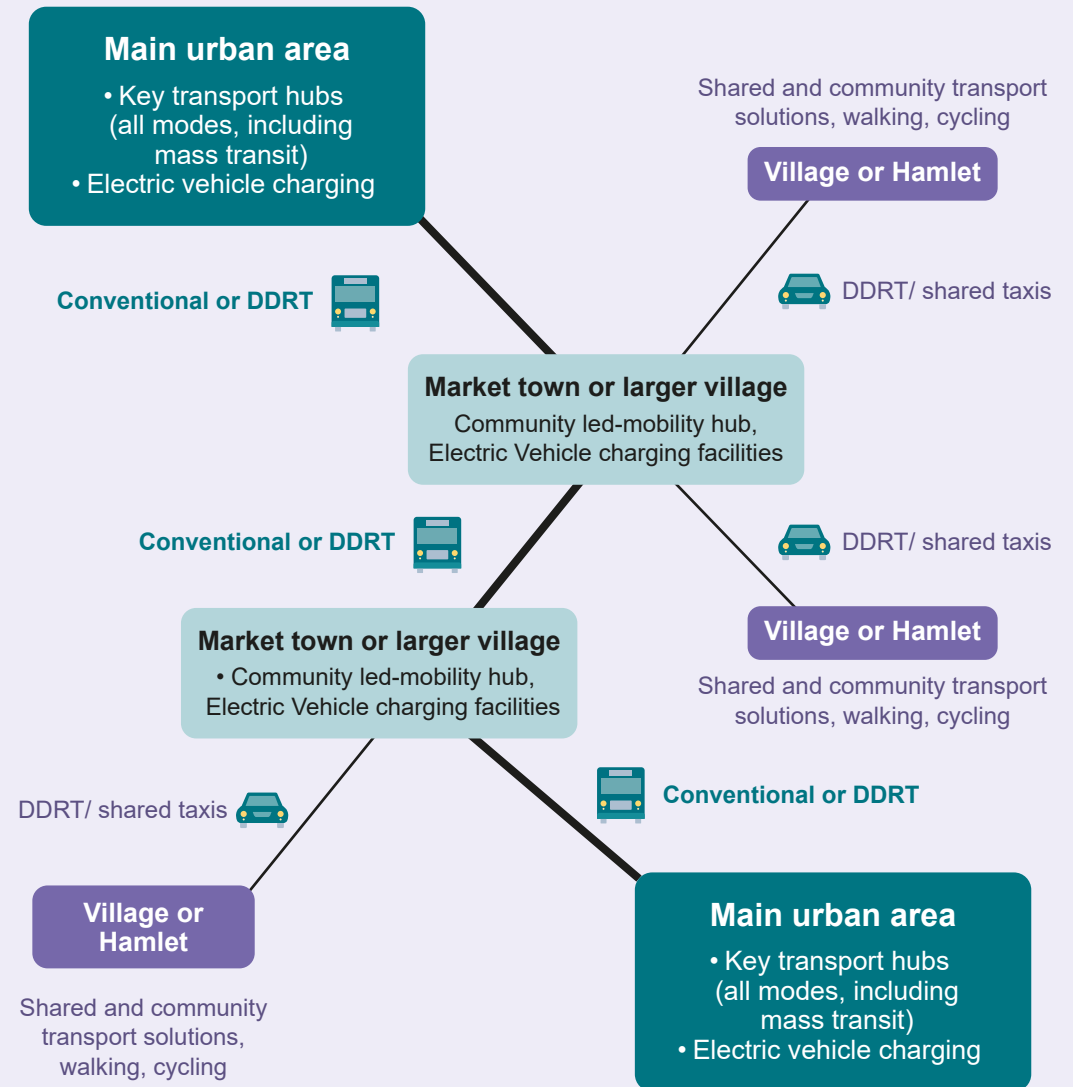 Main urban area
• Key transport hubs
(all modes, including
mass transit)
• Electric vehicle charging
Shared and community transport
solutions, walking, cycling
Village or Hamlet
Conventional or DDRT
DDRT/ shared taxis
Market town or larger village
Community led-mobility hub,
Electric Vehicle charging facilities
Conventional or DDRT
DDRT/ shared taxis
Village or Hamlet
Shared and community transport
solutions, walking, cycling
Market town or larger village
• Community led-mobility hub,
Electric Vehicle charging facilities
DDRT/ shared taxis
Conventional or DDRT
Village or
Hamlet
Shared and community
transport solutions,
walking, cycling
Main urban area
• Key transport hubs
(all modes, including
mass transit)
• Electric vehicle charging